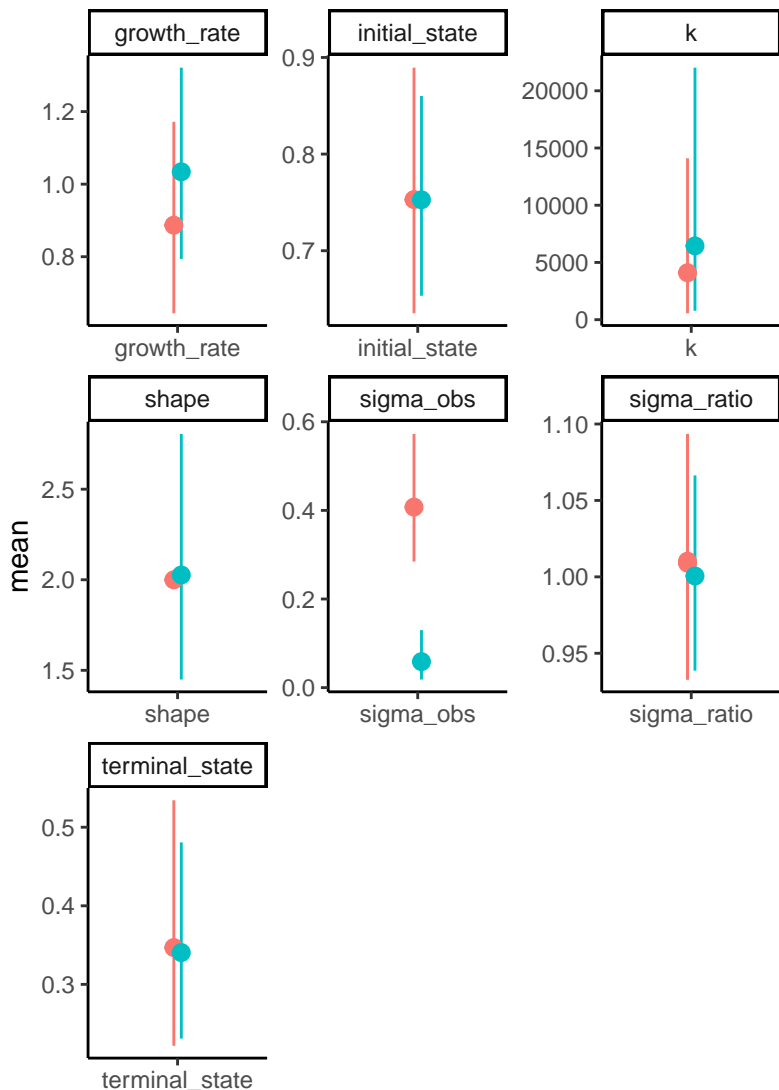 growth_rate
initial_state
k
1.2
1.0
0.8
0.9
0.8
0.7
20000
15000
10000
5000
0
growth_rate
initial_state
k
mean
shape
sigma_obs
sigma_ratio
2.5
2.0
1.5
0.6
0.4
0.2
0.0
1.10
1.05
1.00
0.95
shape
sigma_obs
sigma_ratio
terminal_state
0.5
0.4
0.3
terminal_state